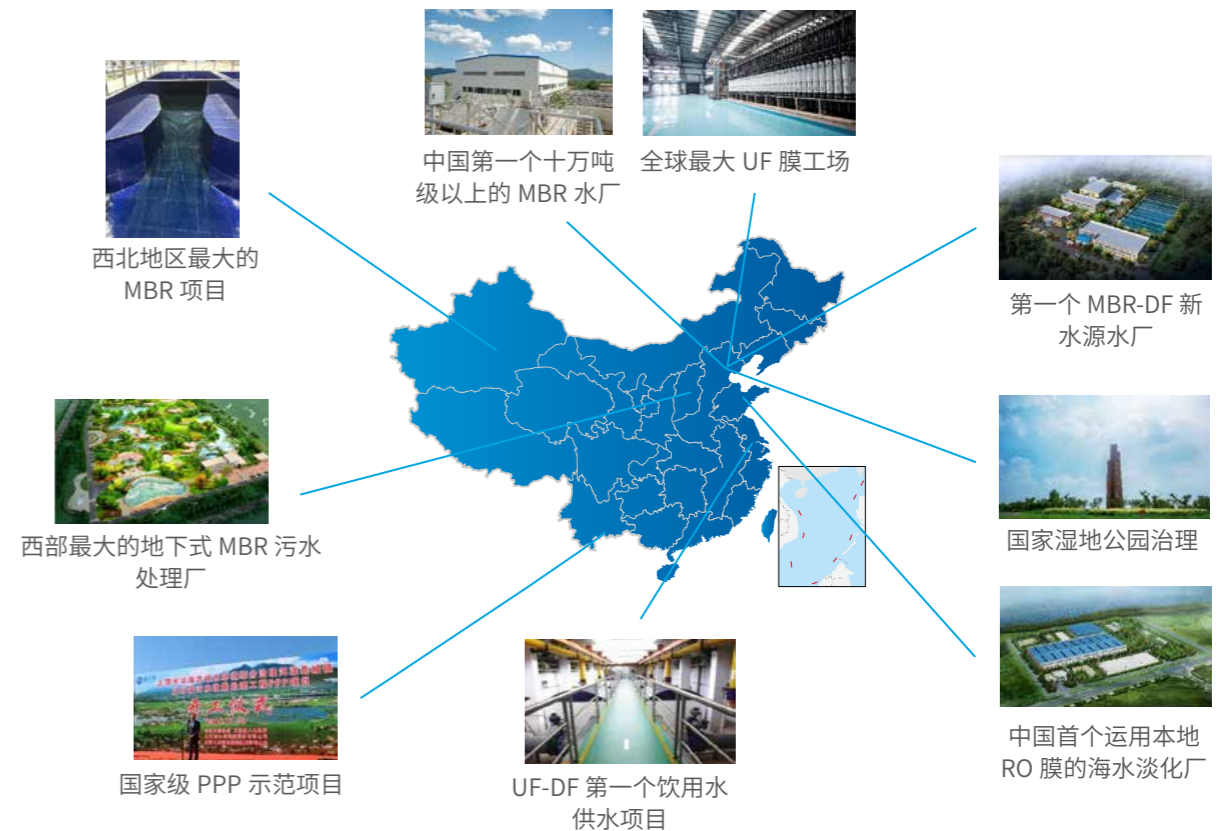 中国第一个十万吨
级以上的 MBR 水厂
全球最大 UF 膜工场
西北地区最大的
MBR 项目
第一个 MBR-DF 新
水源水厂
西部最大的地下式 MBR 污水
处理厂
国家湿地公园治理
开工仪式
国家级 PPP 示范项目
UF-DF 第一个饮用水
供水项目
中国首个运用本地
RO 膜的海水淡化厂